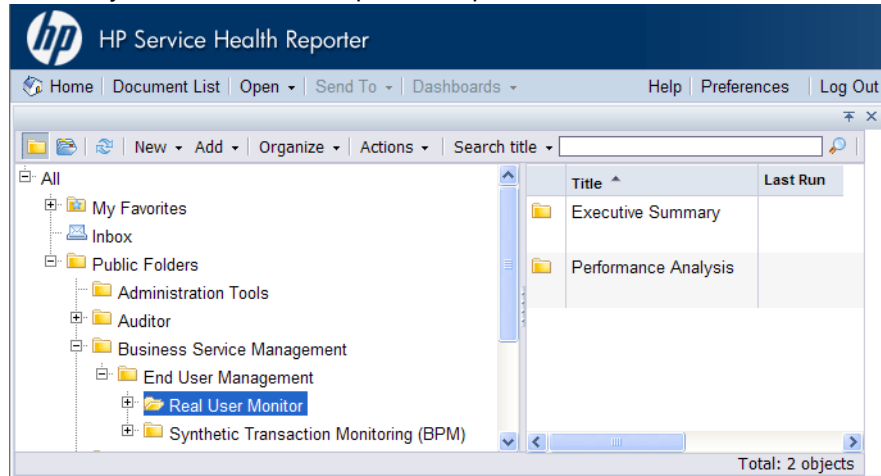 hp HP Service Health Reporter
Home Document List Open Send To Dashboards Help Preferences Log Out
New Add Organize Actions Search title
All
My Favorites
Inbox
Public Folders
Administration Tools
Auditor
Business Service Management
End User Management
Real User Monitor
Synthetic Transaction Monitoring (BPM)
Title Last Run
Executive Summary
Performance Analysis
Total: 2 objects